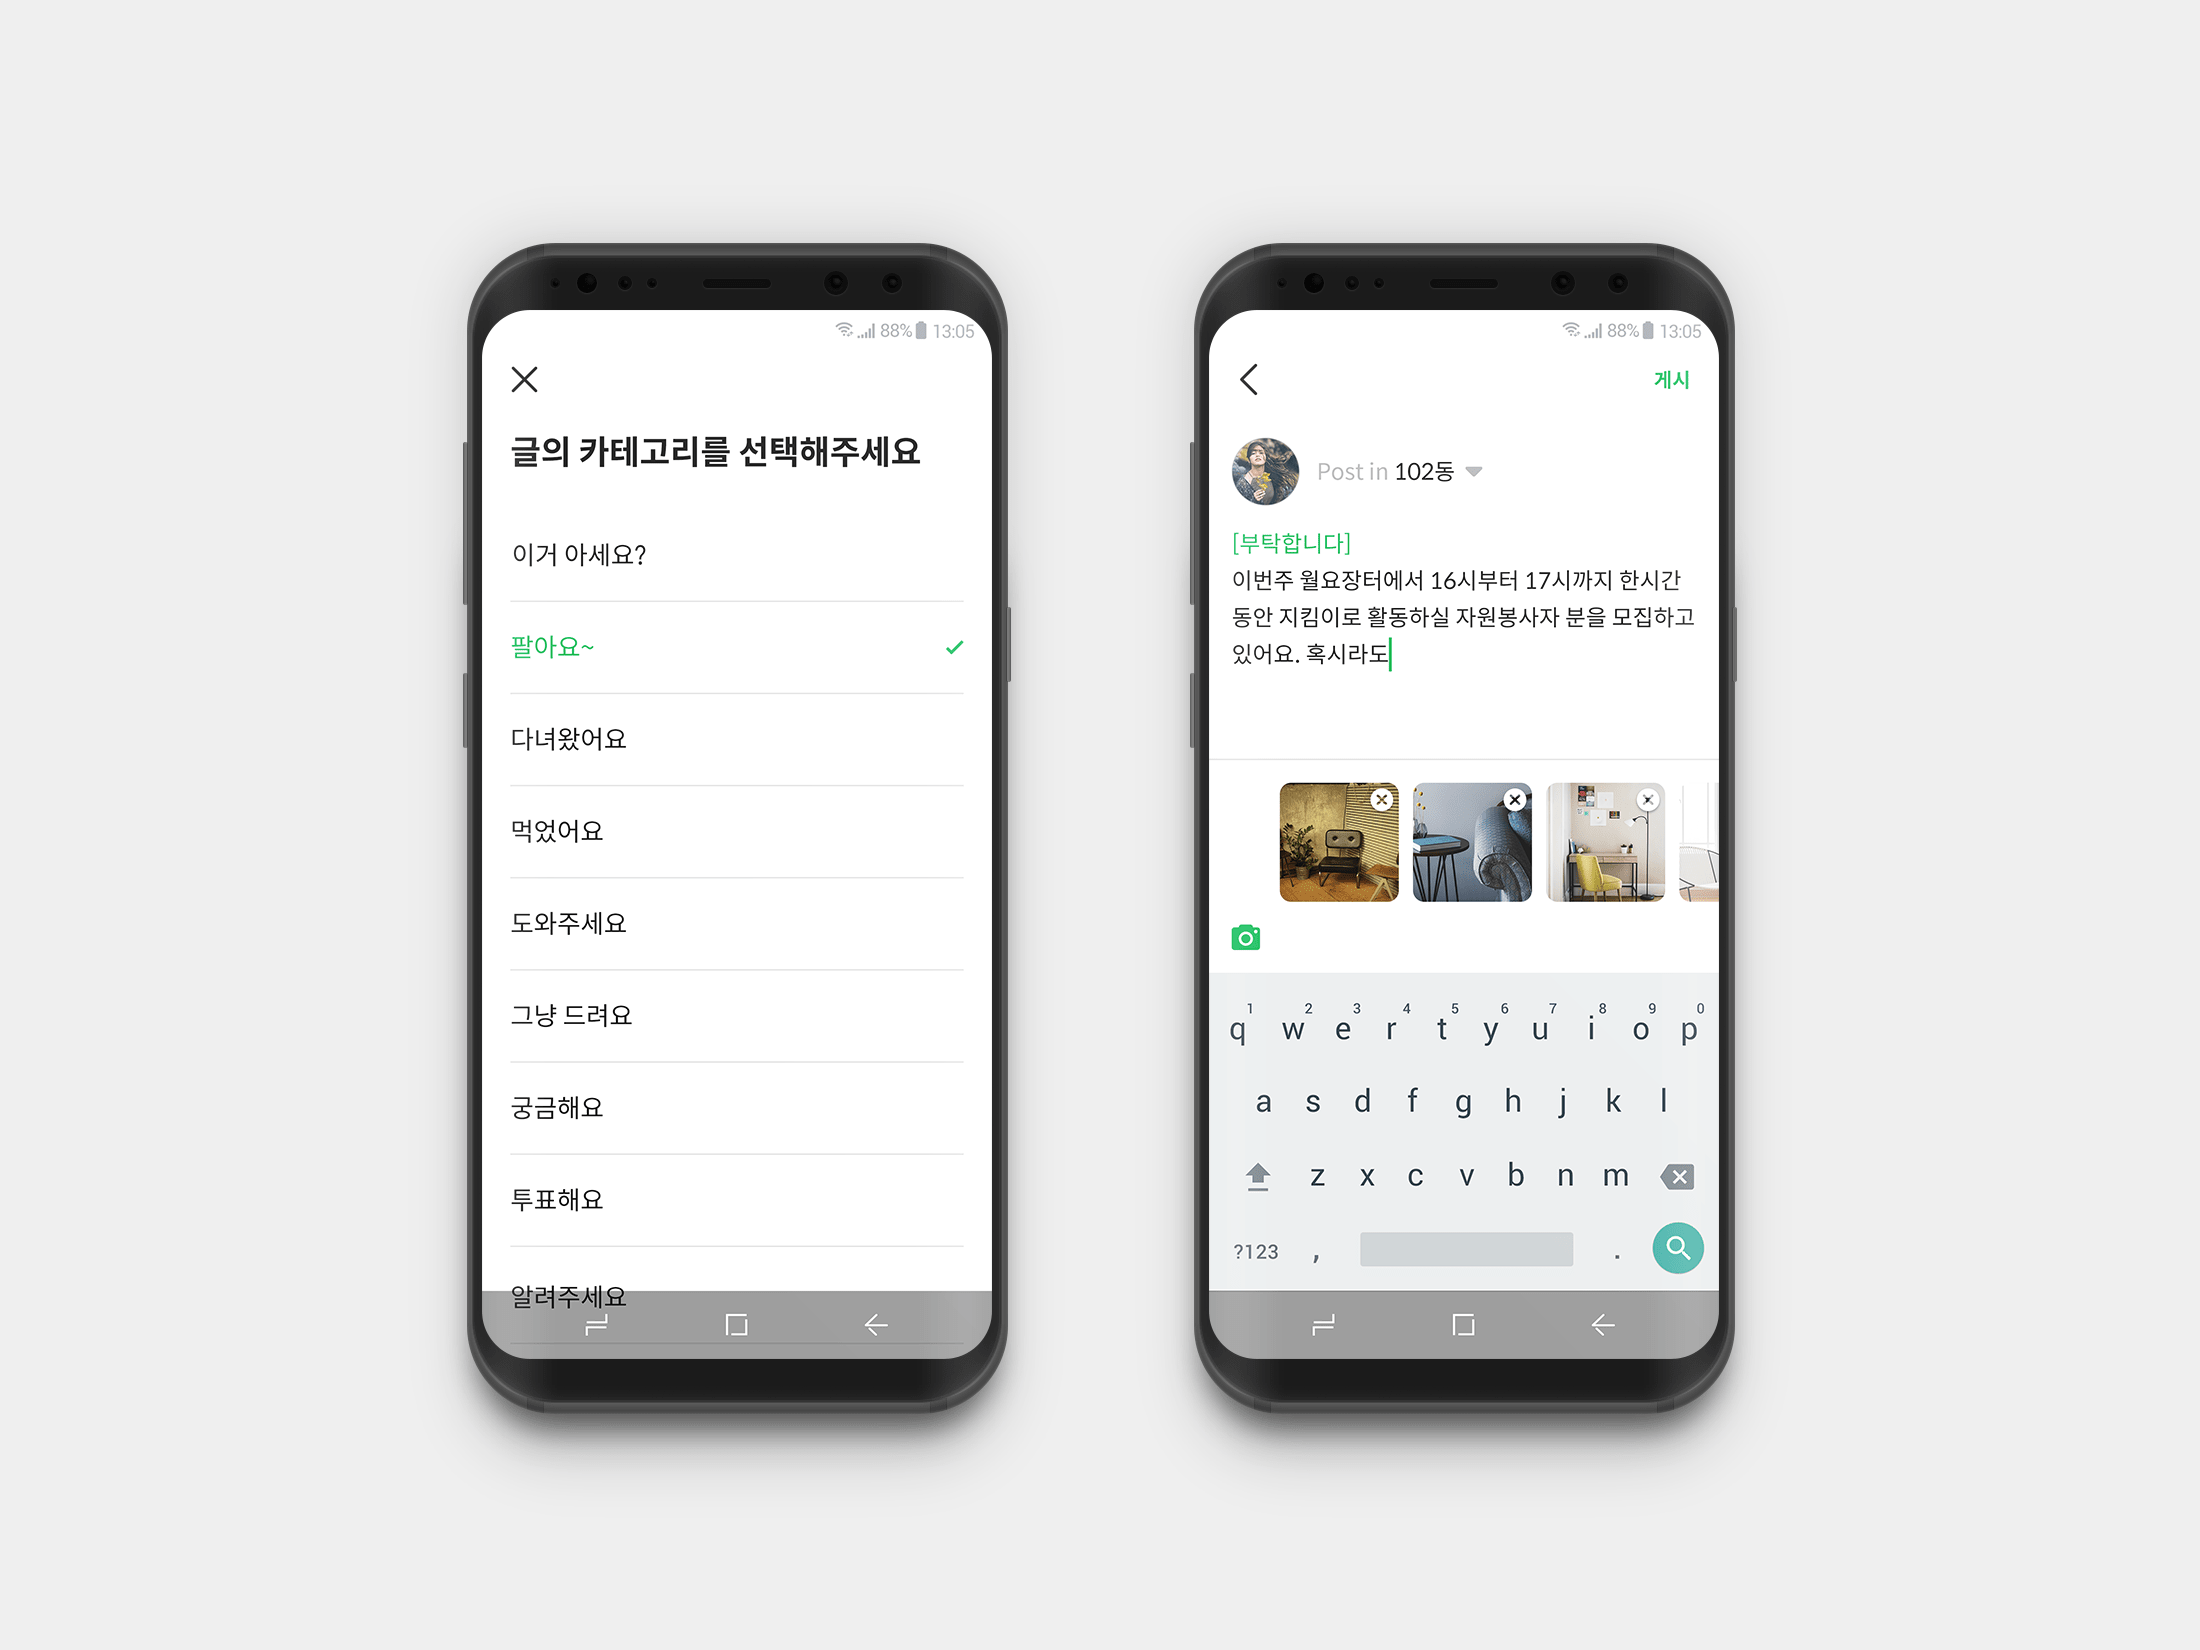 88% 13:05
글의 카테고리를 선택해주세요
이거 아세요?
팔아요~
다녀왔어요
먹었어요
도와주세요
그냥 드려요
궁금해요
투표해요
알려주세요
88% 13:05
게시
Post in 102동
[부탁합니다]
이번주 월요장터에서 16시부터 17시까지 한시간
동안 지킴이로 활동하실 자원봉사자 분을 모집하고
있어요. 혹시라도
1 2 3 4 5 6 7 8 9 0
q w e r t y u i o p
a s d f g h j k l
z x c v b n m
?123 , .